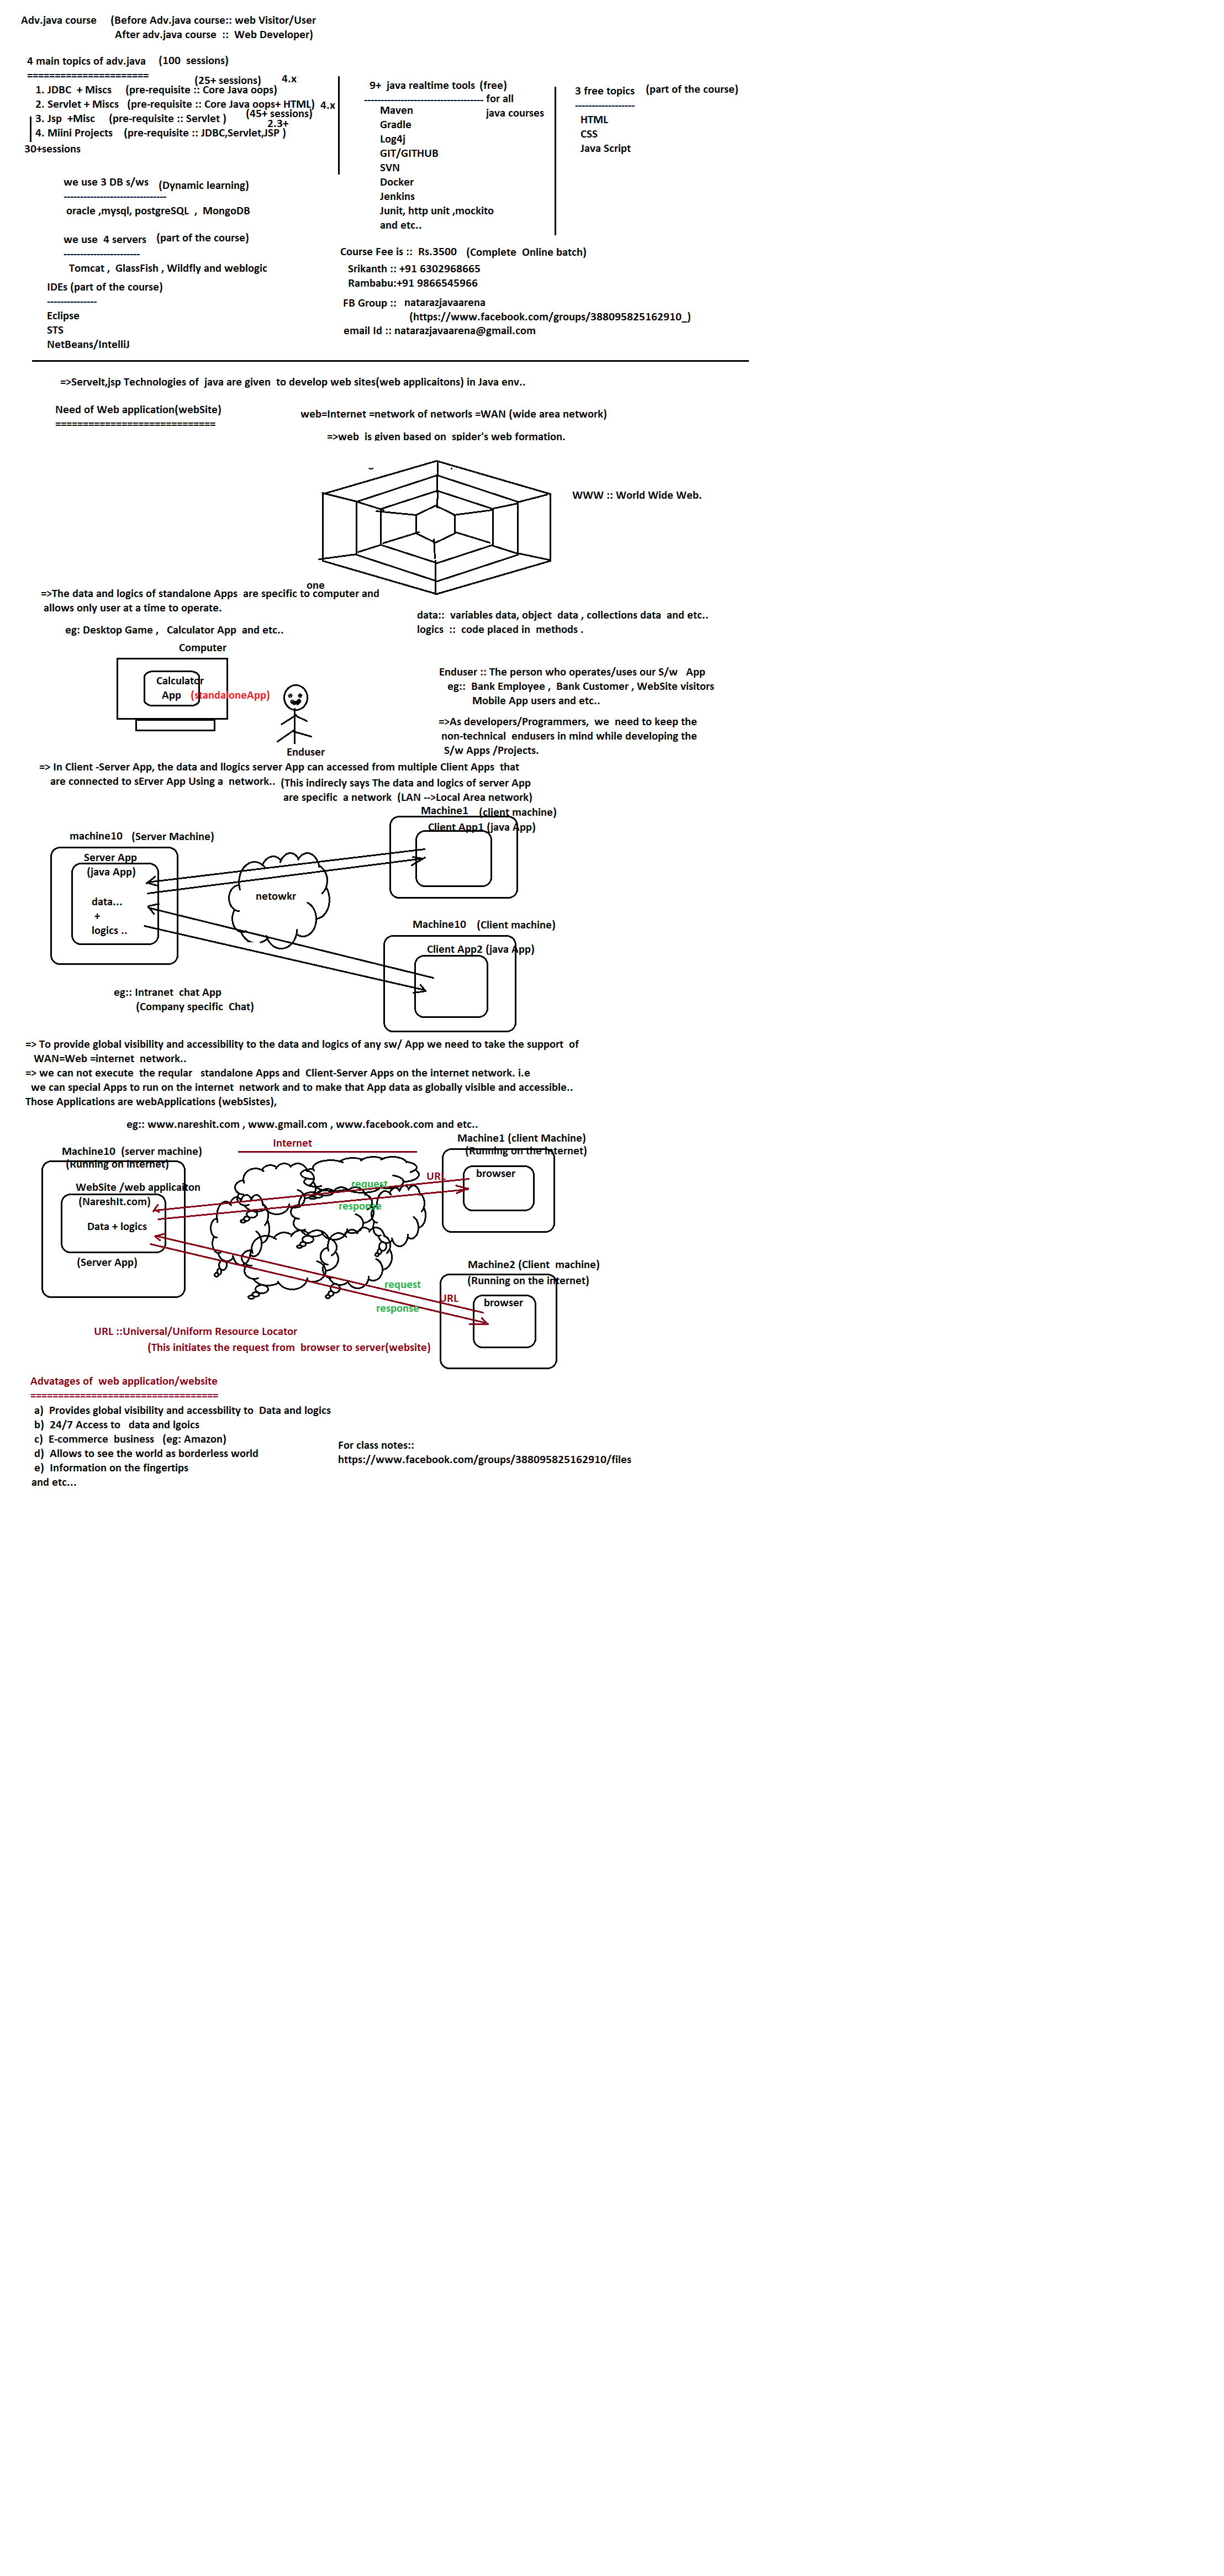 Adv.java course (Before Adv.java course:: web Visitor/User
After adv.java course :: Web Developer)
4 main topics of adv.java (100 sessions)
======================
(25+ sessions) 4.x
1. JDBC + Miscs (pre-requisite :: Core Java oops)
2. Servlet + Miscs (pre-requisite :: Core Java oops+ HTML) 4.x
(45+ sessions)
3. Jsp +Misc (pre-requisite :: Servlet )
2.3+
4. Miini Projects (pre-requisite :: JDBC,Servlet,JSP )
30+sessions
9+ java realtime tools (free)
------------------------------------ for all
java courses
Maven
Gradle
Log4j
GIT/GITHUB
SVN
Docker
Jenkins
Junit, http unit ,mockito
and etc..
3 free topics (part of the course)
------------------
HTML
CSS
Java Script
we use 3 DB s/ws (Dynamic learning)
-------------------------------
oracle ,mysql, postgreSQL , MongoDB
we use 4 servers (part of the course)
-----------------------
Tomcat , GlassFish , Wildfly and weblogic
IDEs (part of the course)
---------------
Eclipse
STS
NetBeans/IntelliJ
Course Fee is :: Rs.3500 (Complete Online batch)
Srikanth :: +91 6302968665
Rambabu:+91 9866545966
FB Group :: natarazjavaarena
(https://www.facebook.com/groups/388095825162910_)
email Id :: natarazjavaarena@gmail.com
=>Servelt,jsp Technologies of java are given to develop web sites(web applicaitons) in Java env..
Need of Web application(webSite)
=============================
web=Internet =network of networls =WAN (wide area network)
=>web is given based on spider's web formation.
WWW :: World Wide Web.
one
=>The data and logics of standalone Apps are specific to computer and
allows only user at a time to operate.
eg: Desktop Game , Calculator App and etc..
data:: variables data, object data , collections data and etc..
logics :: code placed in methods .
Computer
Calculator
App (standaloneApp)
Enduser
Enduser :: The person who operates/uses our S/w App
eg:: Bank Employee , Bank Customer , WebSite visitors
Mobile App users and etc..
=>As developers/Programmers, we need to keep the
non-technical endusers in mind while developing the
S/w Apps /Projects.
=> In Client -Server App, the data and llogics server App can accessed from multiple Client Apps that
are connected to sErver App Using a network.. (This indirecly says The data and logics of server App
are specific a network (LAN -->Local Area network)
Machine1 (client machine)
Client App1 (java App)
machine10 (Server Machine)
Server App
(java App)
data...
+
logics ..
netowkr
Machine10 (Client machine)
Client App2 (java App)
eg:: Intranet chat App
(Company specific Chat)
=> To provide global visibility and accessibility to the data and logics of any sw/ App we need to take the support of
WAN=Web =internet network..
=> we can not execute the reqular standalone Apps and Client-Server Apps on the internet network. i.e
we can special Apps to run on the internet network and to make that App data as globally visible and accessible..
Those Applications are webApplications (webSistes),
eg:: www.nareshit.com , www.gmail.com , www.facebook.com and etc..
Internet
Machine1 (client Machine)
(Running on the Internet)
browser
Machine10 (server machine)
(Running on Internet)
WebSite /web applicaiton
(NareshIt.com)
Data + logics
(Server App)
URL
request
response
Machine2 (Client machine)
(Running on the internet)
browser
request
URL
response
URL ::Universal/Uniform Resource Locator
(This initiates the request from browser to server(website)
Advatages of web application/website
==================================
a) Provides global visibility and accessbility to Data and logics
b) 24/7 Access to data and lgoics
c) E-commerce business (eg: Amazon)
d) Allows to see the world as borderless world
e) Information on the fingertips
and etc...
For class notes::
https://www.facebook.com/groups/388095825162910/files